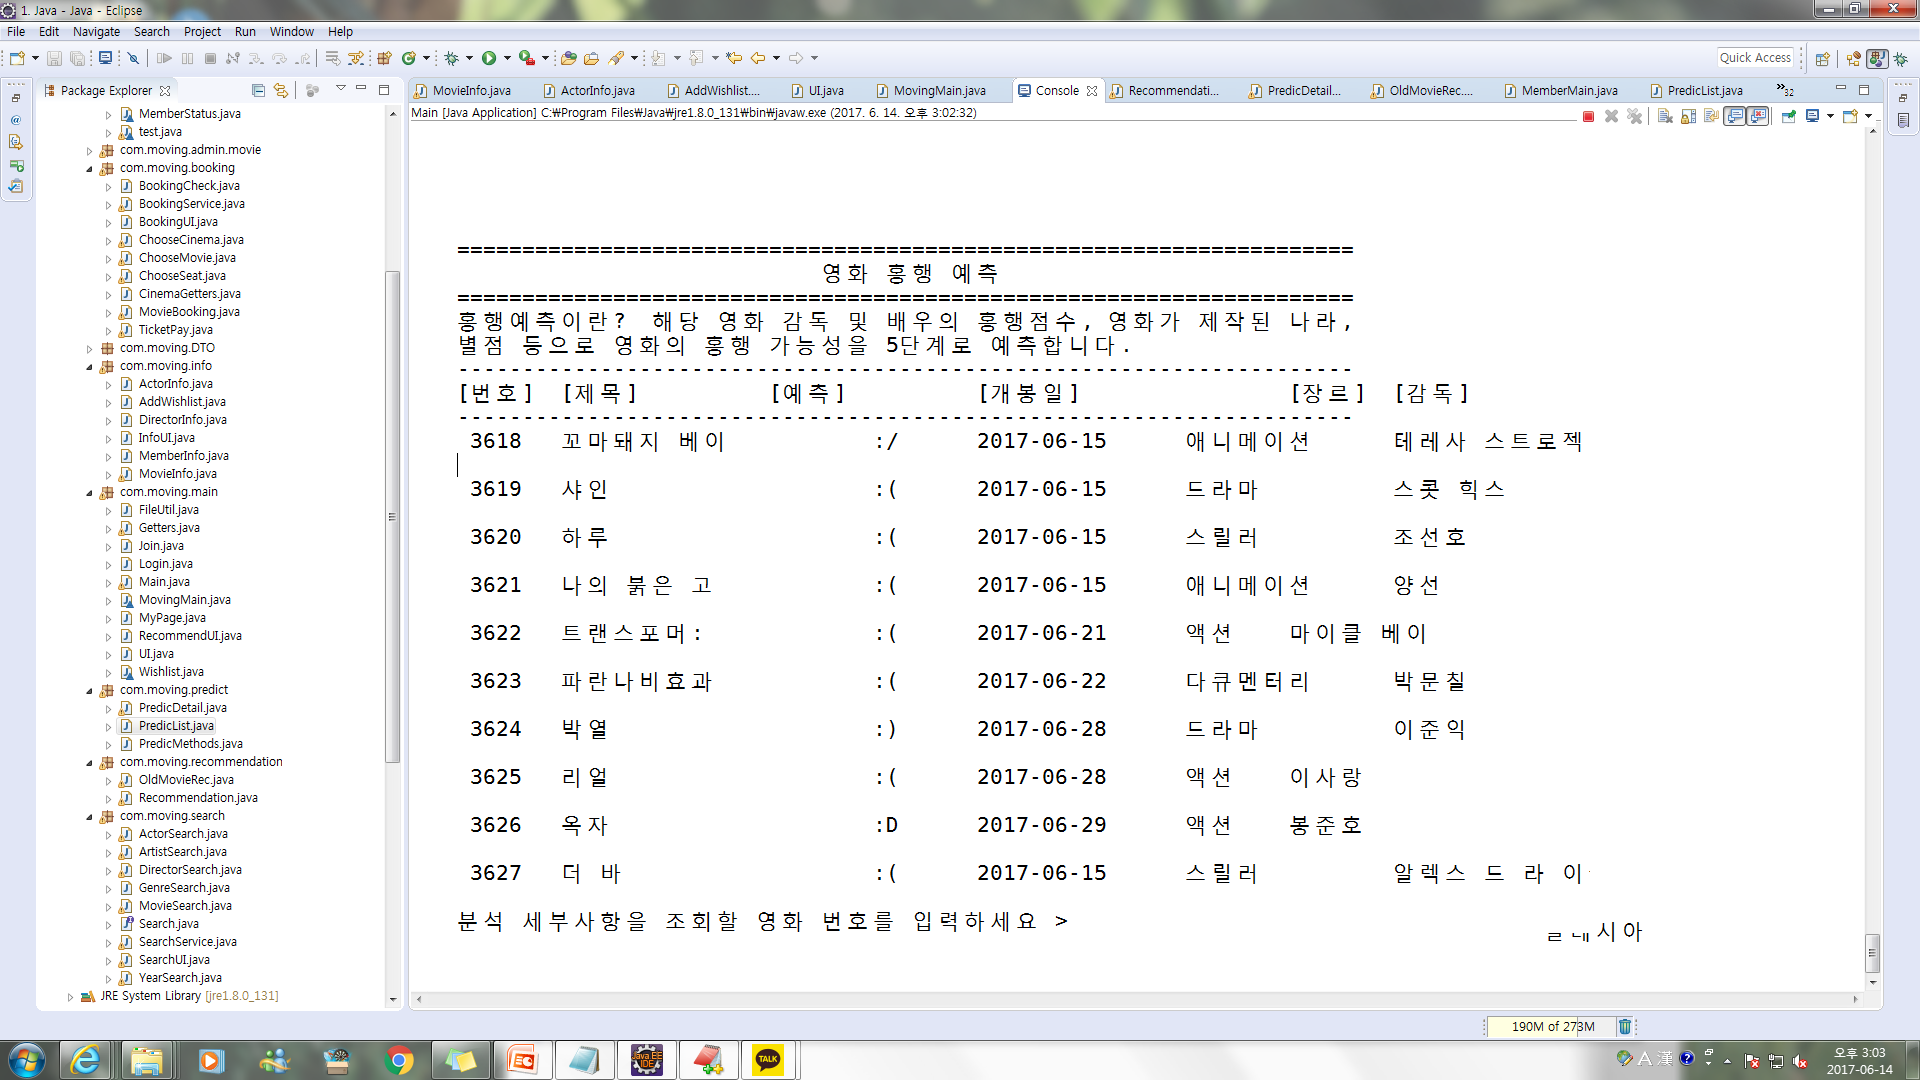 1. Java - Java - Eclipse
File Edit Navigate Search Project Run Window Help
Quick Access
Package Explorer
MemberStatus.java
test.java
com.moving.admin.movie
com.moving.booking
BookingCheck.java
BookingService.java
BookingUI.java
ChooseCinema.java
ChooseMovie.java
ChooseSeat.java
CinemaGetters.java
MovieBooking.java
TicketPay.java
com.moving.DTO
com.moving.info
ActorInfo.java
AddWishlist.java
DirectorInfo.java
InfoUI.java
MemberInfo.java
MovieInfo.java
com.moving.main
FileUtil.java
Getters.java
Join.java
Login.java
Main.java
MovingMain.java
MyPage.java
RecommendUI.java
UI.java
Wishlist.java
com.moving.predict
PredicDetail.java
PredicList.java
PredicMethods.java
com.moving.recommendation
OldMovieRec.java
Recommendation.java
com.moving.search
ActorSearch.java
ArtistSearch.java
DirectorSearch.java
GenreSearch.java
MovieSearch.java
Search.java
SearchService.java
SearchUI.java
YearSearch.java
JRE System Library [jre1.8.0_131]
MovieInfo.java ActorInfo.java AddWishlist.... UI.java MovingMain.java Console Recommendati... PredicDetail... OldMovieRec.... MemberMain.java PredicList.java »32
Main [Java Application] C:₩Program Files₩Java₩jre1.8.0_131₩bin₩javaw.exe (2017. 6. 14. 오후 3:02:32)
=====================================================================
영화 흥행 예측
=====================================================================
흥행예측이란? 해당 영화 감독 및 배우의 흥행점수, 영화가 제작된 나라,
별점 등으로 영화의 흥행 가능성을 5단계로 예측합니다.
---------------------------------------------------------------------
[번호] [제목] [예측] [개봉일] [장르] [감독]
---------------------------------------------------------------------
3618 꼬마돼지 베이 :/ 2017-06-15 애니메이션 테레사 스트로젝
3619 샤인 :( 2017-06-15 드라마 스콧 힉스
3620 하루 :( 2017-06-15 스릴러 조선호
3621 나의 붉은 고 :( 2017-06-15 애니메이션 양선
3622 트랜스포머: :( 2017-06-21 액션 마이클 베이
3623 파란나비효과 :( 2017-06-22 다큐멘터리 박문칠
3624 박열 :) 2017-06-28 드라마 이준익
3625 리얼 :( 2017-06-28 액션 이사랑
3626 옥자 :D 2017-06-29 액션 봉준호
3627 더 바 :( 2017-06-15 스릴러 알렉스 드 라 이
분석 세부사항을 조회할 영화 번호를 입력하세요 >
시아
190M of 273M
Java EE IDE
TALK
A 漢
오후 3:03
2017-06-14